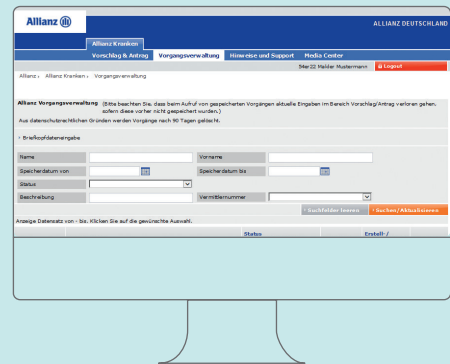 Allianz
ALLIANZ DEUTSCHLAND
Allianz Kranken
Vorschlag & Antrag Vorgangsverwaltung Hinweise und Support Media Center
Makler Mustermann Logout
Allianz › Allianz Kranken › Vorgangsverwaltung
Allianz Vorgangsverwaltung (Bitte beachten Sie, dass beim Aufruf von gespeicherten Vorgängen aktuelle Eingaben im Bereich Vorschlag/Antrag verloren gehen,
sofern diese vorher nicht gespeichert wurden.)
Aus datenschutzrechtlichen Gründen werden Vorgänge nach 90 Tagen gelöscht.
› Briefkopfdateneingabe
Name Vorname
Speicherdatum von Speicherdatum bis
Status
Beschreibung Vermittlernummer
› Suchfelder leeren › Suchen/Aktualisieren
Anzeige Datensatz von - bis. Klicken Sie auf die gewünschte Auswahl.
Status Erstell-/